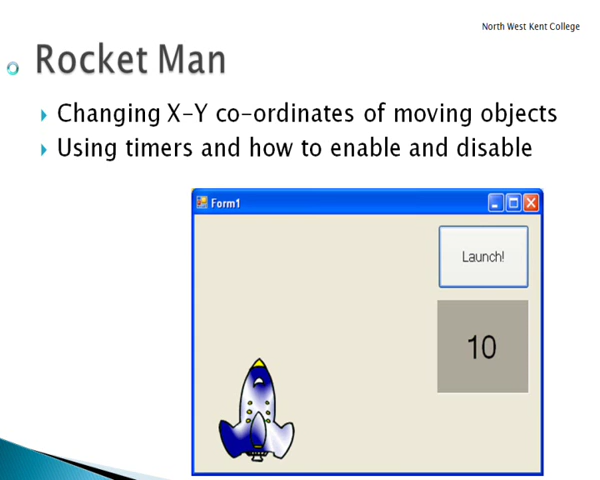 North West Kent College
Rocket Man
Changing X-Y co-ordinates of moving objects
Using timers and how to enable and disable
Form1
Launch!
10